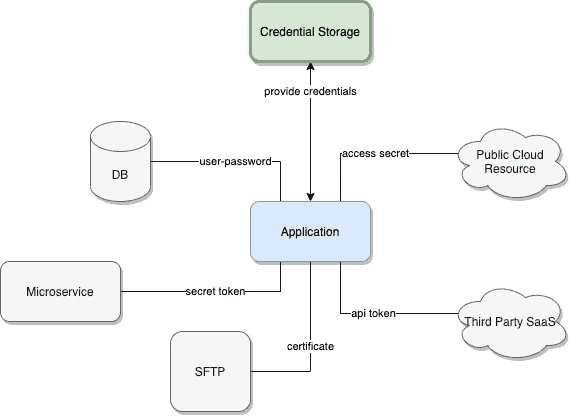 Credential Storage
provide credentials
DB
user-password
access secret
Public Cloud
Resource
Application
Microservice
secret token
api token
Third Party SaaS
certificate
SFTP